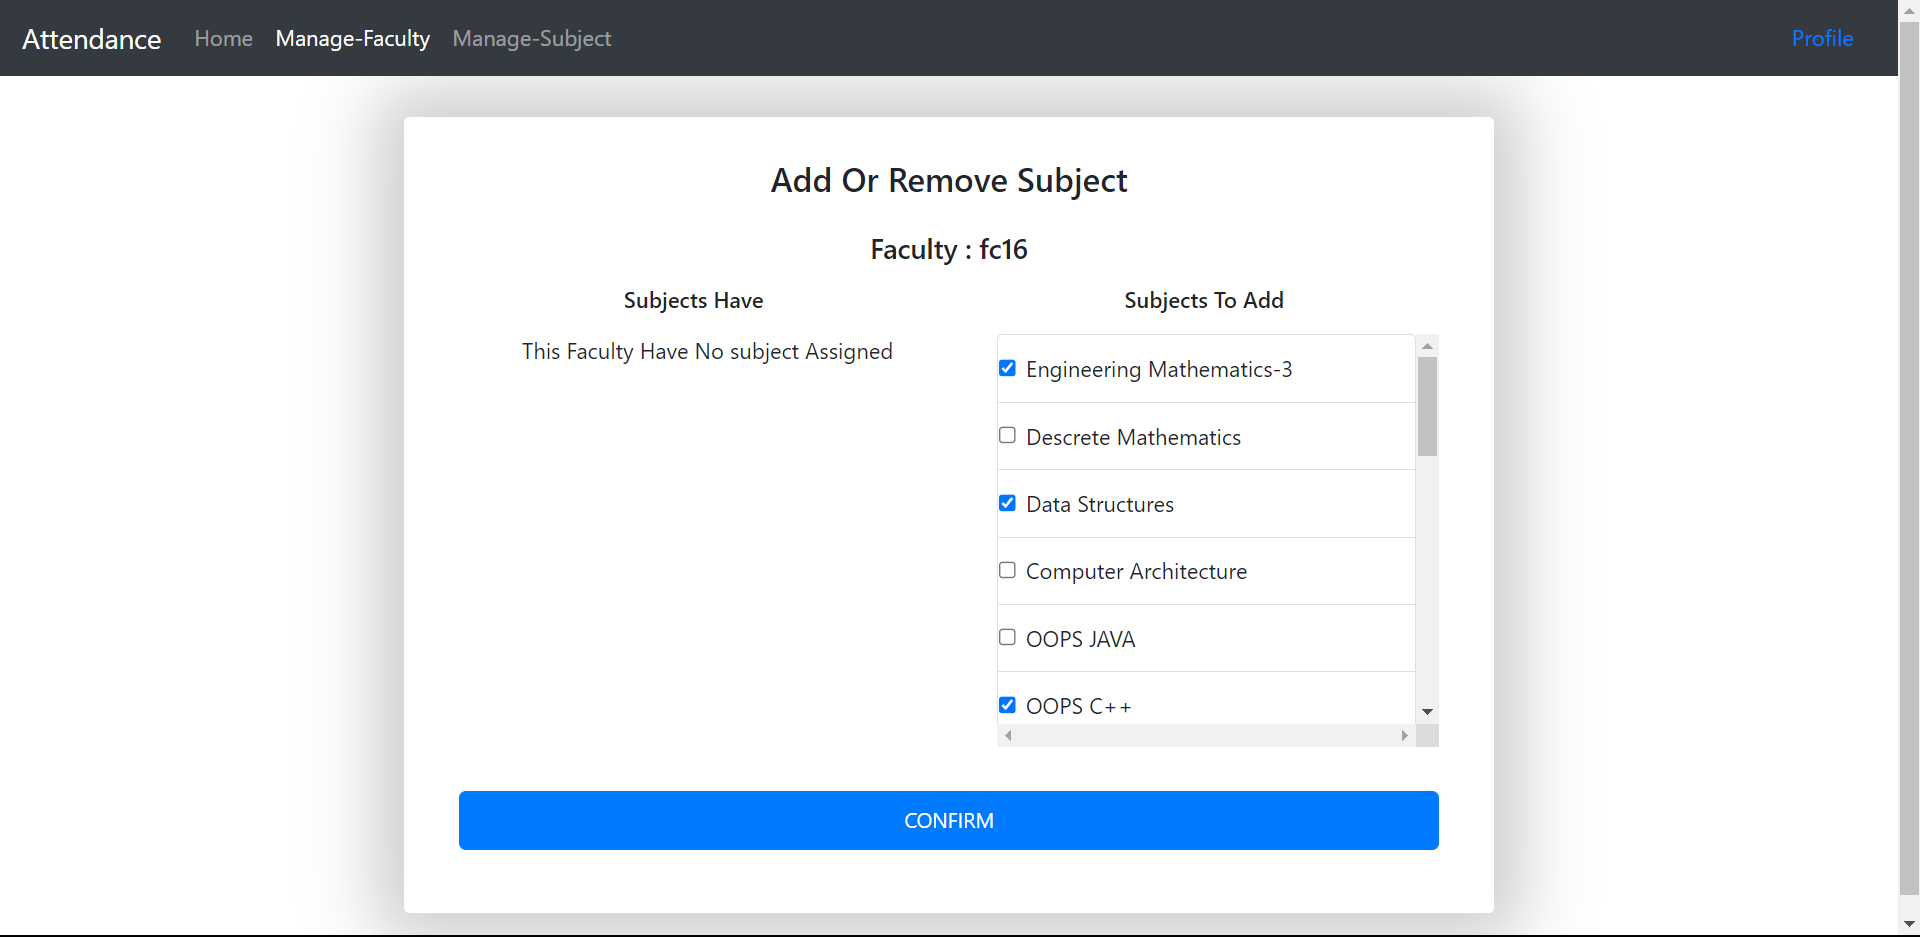 Attendance Home Manage-Faculty Manage-Subject Profile
Add Or Remove Subject
Faculty : fc16
Subjects Have
This Faculty Have No subject Assigned
Subjects To Add
Engineering Mathematics-3
Descrete Mathematics
Data Structures
Computer Architecture
OOPS JAVA
OOPS C++
CONFIRM